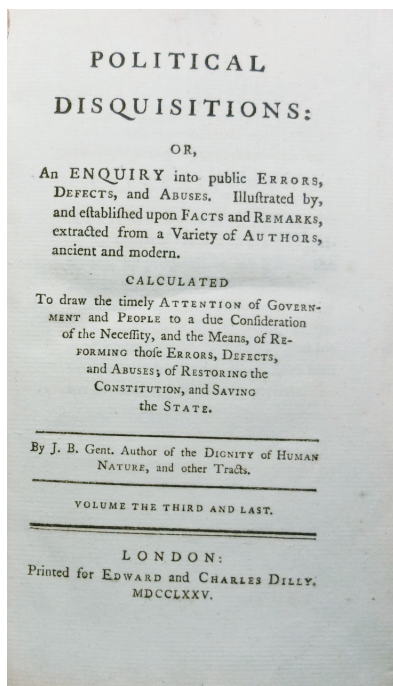 POLITICAL
DISQUISITIONS:
OR,
An ENQUIRY into public ERRORS,
DEFECTS, and ABUSES. Illuſtrated by,
and eſtabliſhed upon FACTS and REMARKS,
extracted from a Variety of AUTHORS,
ancient and modern.
CALCULATED
To draw the timely ATTENTION of GOVERN-
MENT and PEOPLE to a due Conſideration
of the Neceſſity, and the Means, of RE-
FORMING thoſe ERRORS, DEFECTS,
and ABUSES; of RESTORING the
CONSTITUTION, and SAVING
the STATE.
By J. B. Gent. Author of the DIGNITY of HUMAN
NATURE, and other Tracts.
VOLUME THE THIRD AND LAST.
LONDON:
Printed for EDWARD and CHARLES DILLY.
MDCCLXXV.